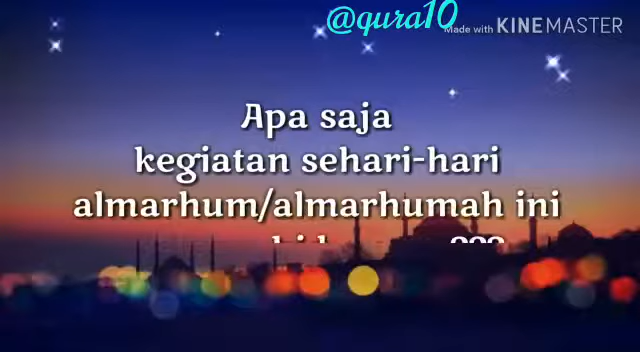 @qura10
Made with KINEMASTER
Apa saja
kegiatan sehari-hari
almarhum/almarhumah ini